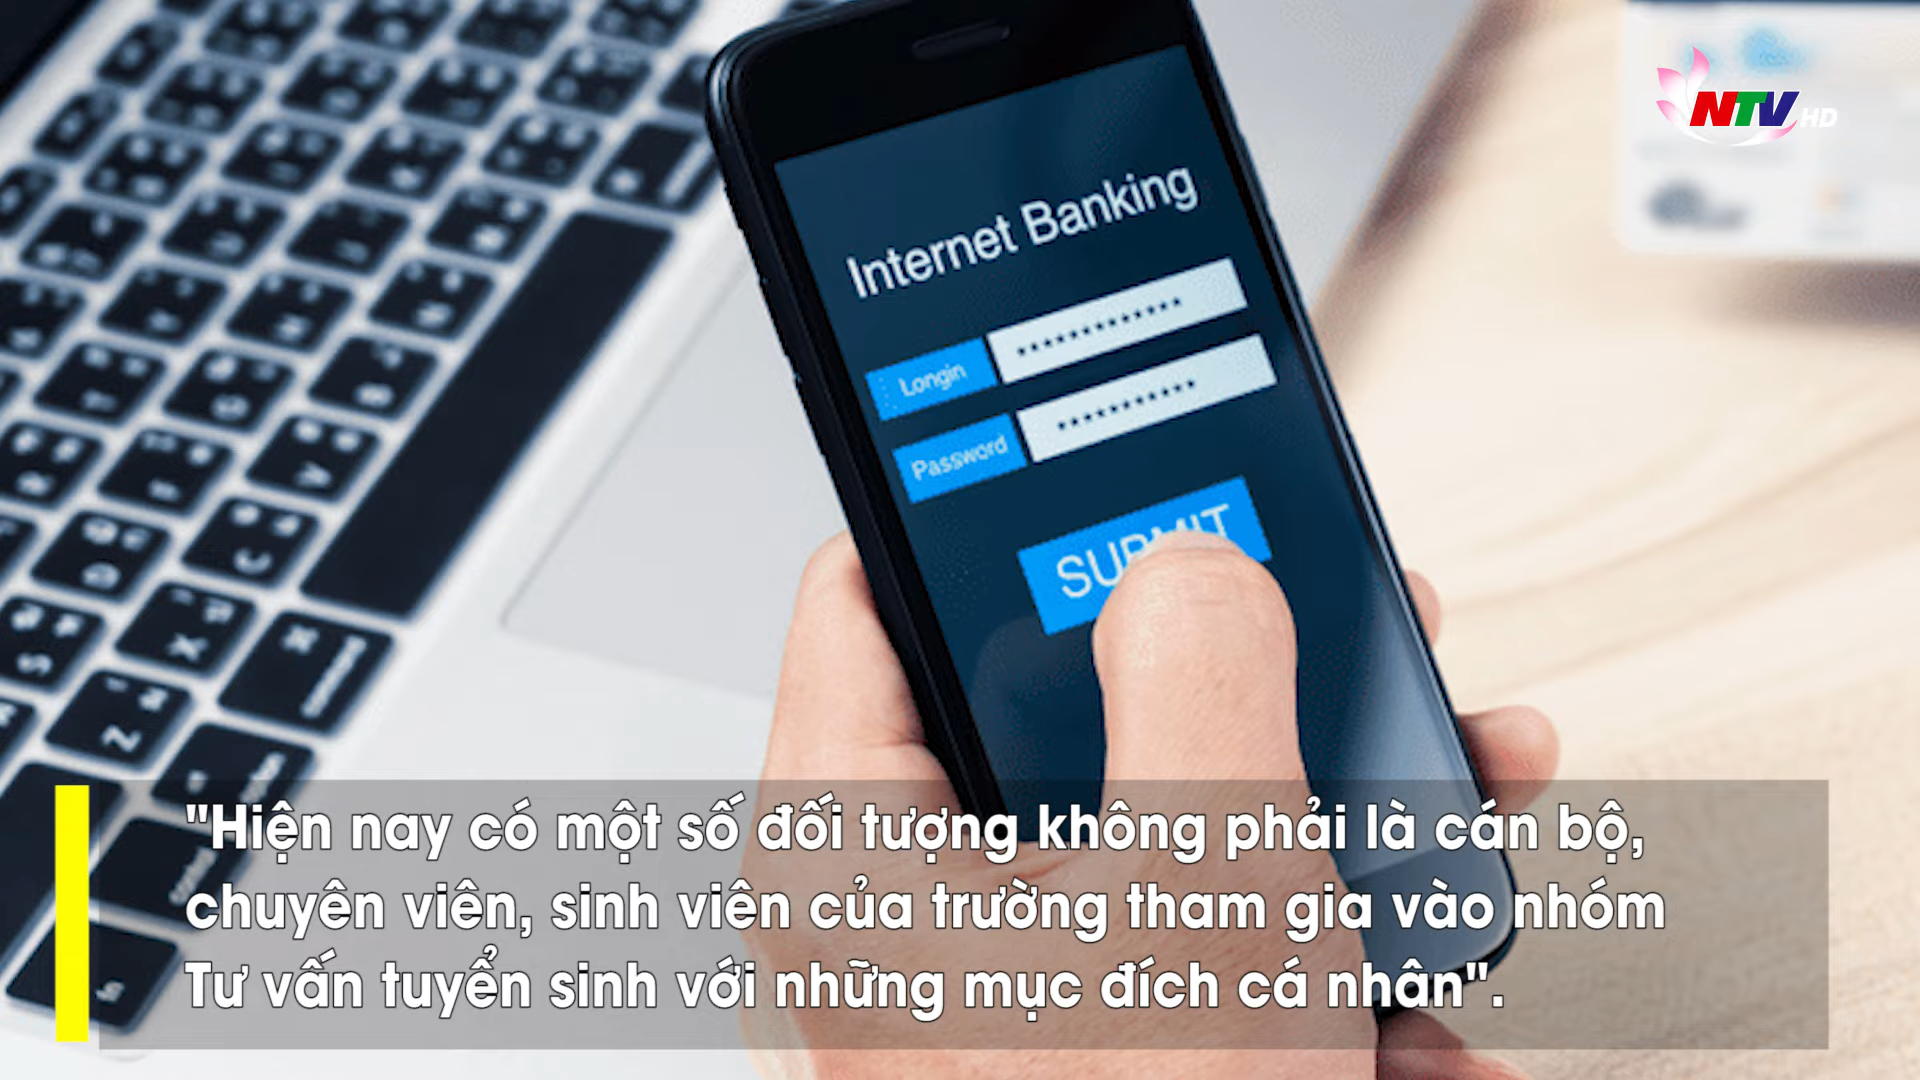 NTV HD
Internet Banking
Longin *************
Password ***********
SUBMIT
"Hiện nay có một số đối tượng không phải là cán bộ,
chuyên viên, sinh viên của trường tham gia vào nhóm
Tư vấn tuyển sinh với những mục đích cá nhân".